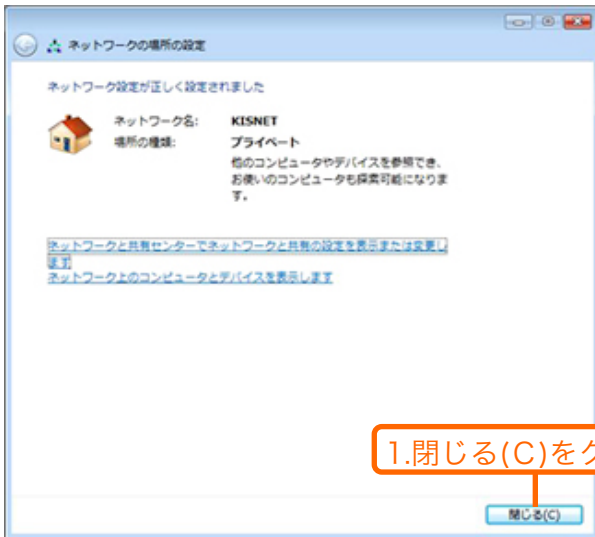 ネットワークの場所の設定
ネットワーク設定が正しく設定されました
ネットワーク名: KISNET
場所の種類: プライベート
他のコンピュータやデバイスを参照でき、
お使いのコンピュータも探索可能になりま
す。
ネットワークと共有センターでネットワークと共有の設定を表示または変更し
ます
ネットワーク上のコンピュータとデバイスを表示します
1.閉じる(C)をク
閉じる(C)